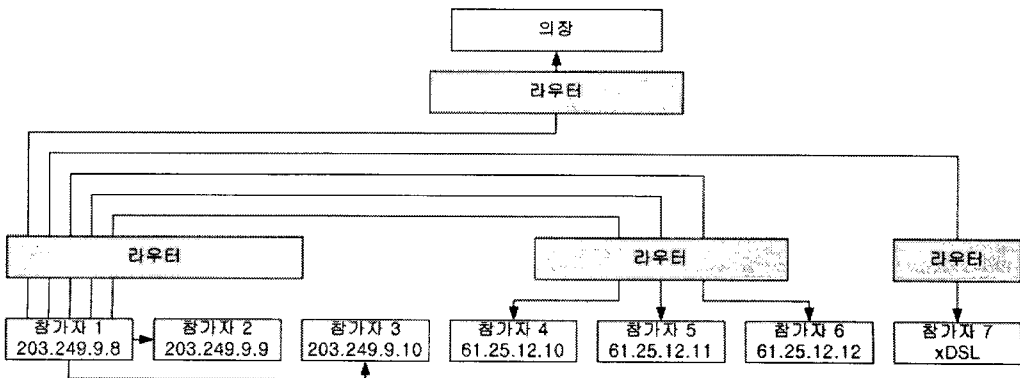 의장
라우터
라우터
라우터
라우터
참가자 1
203.249.9.8
참가자 2
203.249.9.9
참가자 3
203.249.9.10
참가자 4
61.25.12.10
참가자 5
61.25.12.11
참가자 6
61.25.12.12
참가자 7
xDSL